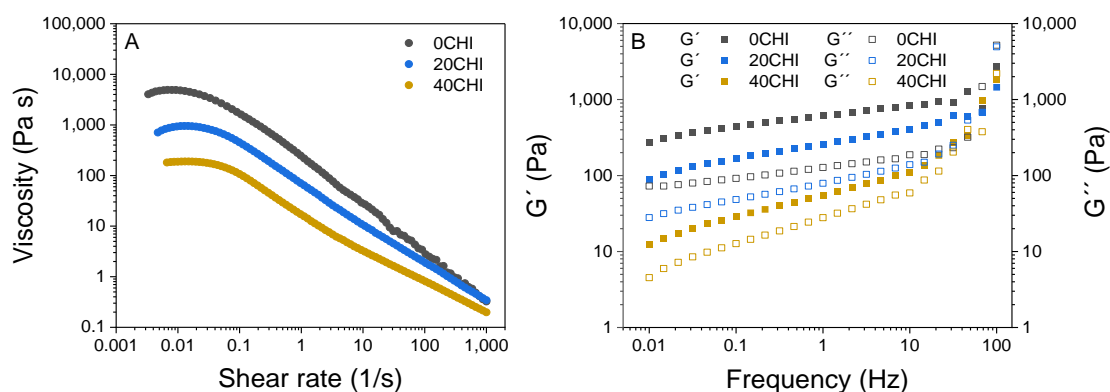 A
0CHI
20CHI
40CHI
100,000
10,000
1,000
100
10
1
0.1
Viscosity (Pa s)
0.001 0.01 0.1 1 10 100 1,000
Shear rate (1/s)
B
G´ 0CHI G´´ 0CHI
G´ 20CHI G´´ 20CHI
G´ 40CHI G´´ 40CHI
10,000 10,000
1,000 1,000
100 100
10 10
1 1
G´ (Pa)
G´´ (Pa)
0.01 0.1 1 10 100
Frequency (Hz)